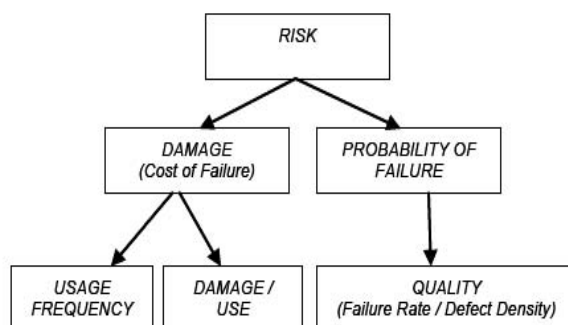 RISK
DAMAGE
(Cost of Failure)
PROBABILITY OF
FAILURE
USAGE
FREQUENCY
DAMAGE /
USE
QUALITY
(Failure Rate / Defect Density)